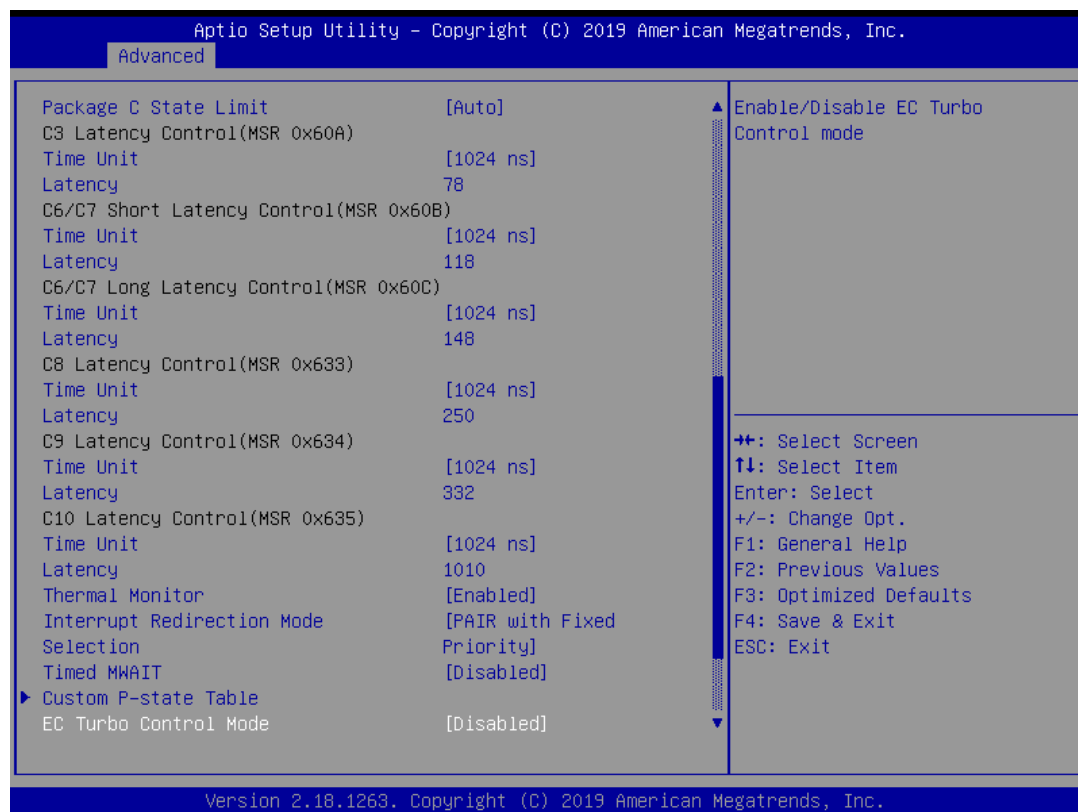 Aptio Setup Utility – Copyright (C) 2019 American Megatrends, Inc.
Advanced
Package C State Limit [Auto]
C3 Latency Control(MSR 0x60A)
Time Unit [1024 ns]
Latency 78
C6/C7 Short Latency Control(MSR 0x60B)
Time Unit [1024 ns]
Latency 118
C6/C7 Long Latency Control(MSR 0x60C)
Time Unit [1024 ns]
Latency 148
C8 Latency Control(MSR 0x633)
Time Unit [1024 ns]
Latency 250
C9 Latency Control(MSR 0x634)
Time Unit [1024 ns]
Latency 332
C10 Latency Control(MSR 0x635)
Time Unit [1024 ns]
Latency 1010
Thermal Monitor [Enabled]
Interrupt Redirection Mode [PAIR with Fixed
Selection Priority]
Timed MWAIT [Disabled]
Custom P-state Table
EC Turbo Control Mode [Disabled]
Enable/Disable EC Turbo
Control mode
→←: Select Screen
↑↓: Select Item
Enter: Select
+/-: Change Opt.
F1: General Help
F2: Previous Values
F3: Optimized Defaults
F4: Save & Exit
ESC: Exit
Version 2.18.1263. Copyright (C) 2019 American Megatrends, Inc.